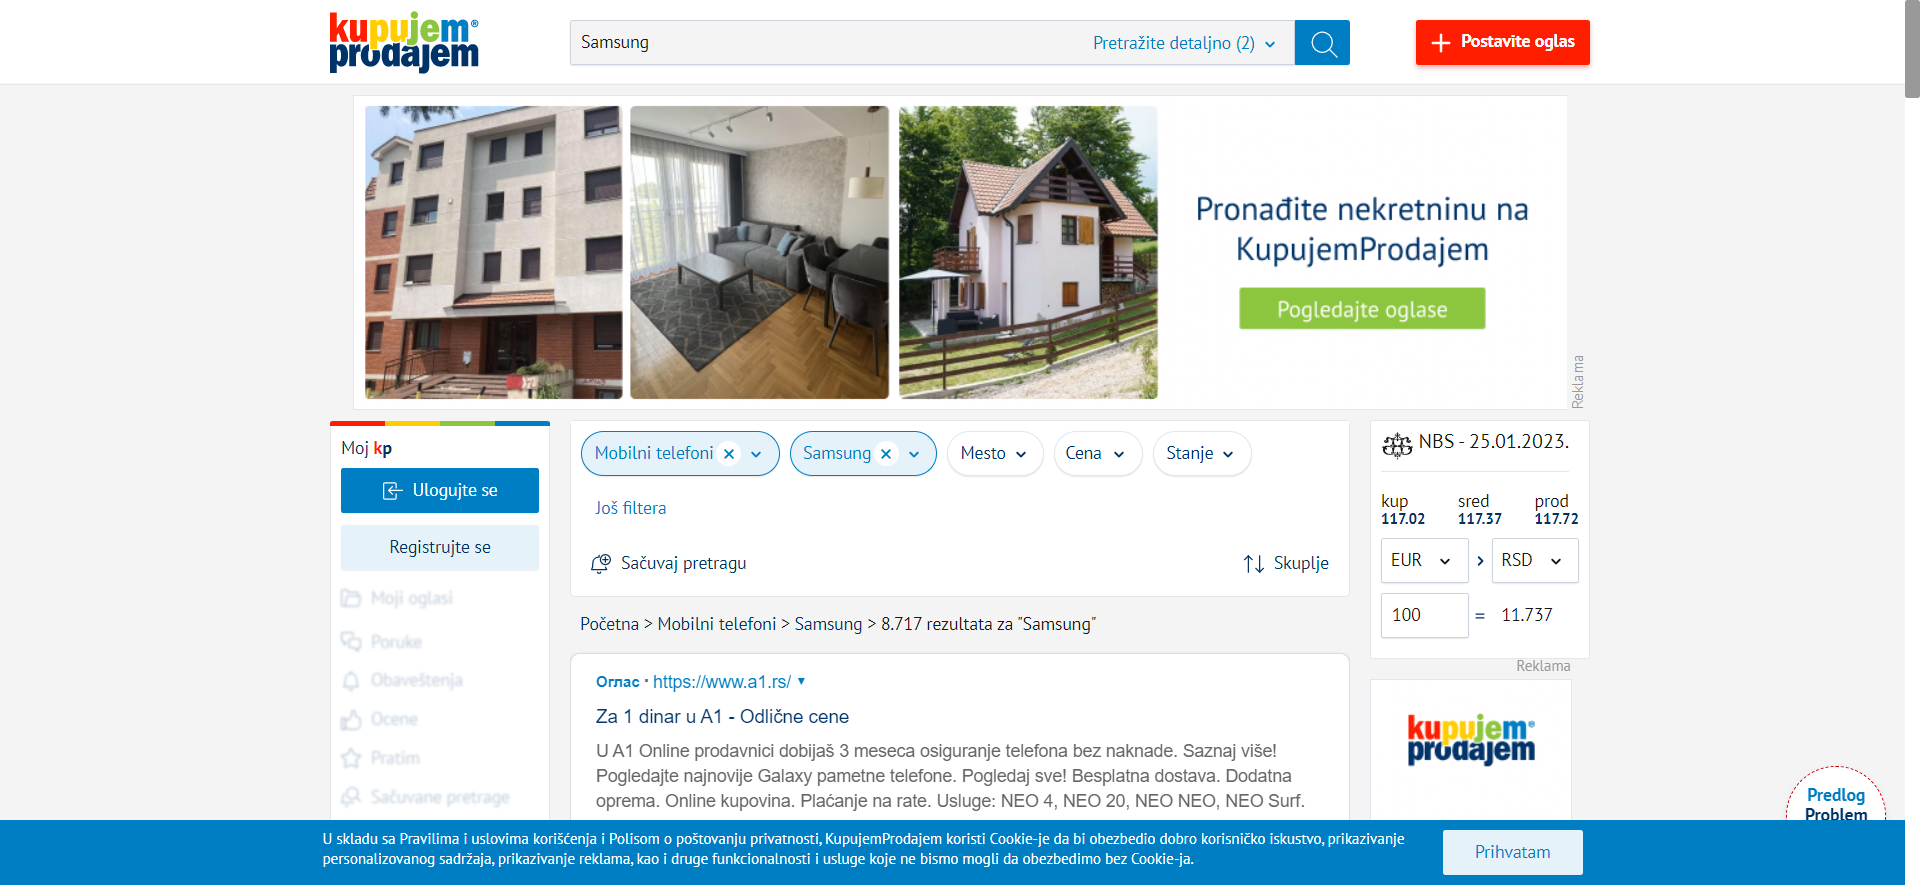 kupujem
prodajem
Samsung
Pretražite detaljno (2)
Postavite oglas
Pronađite nekretninu na
KupujemProdajem
Pogledajte oglase
Reklama
Moj kp
Ulogujte se
Registrujte se
Moji oglasi
Poruke
Obaveštenja
Ocene
Pratim
Sačuvane pretrage
Mobilni telefoni
Samsung
Mesto
Cena
Stanje
Još filtera
Sačuvaj pretragu
Skuplje
Početna > Mobilni telefoni > Samsung > 8.717 rezultata za "Samsung"
Оглас · https://www.a1.rs/
Za 1 dinar u A1 - Odlične cene
U A1 Online prodavnici dobijaš 3 meseca osiguranje telefona bez naknade. Saznaj više!
Pogledajte najnovije Galaxy pametne telefone. Pogledaj sve! Besplatna dostava. Dodatna
oprema. Online kupovina. Plaćanje na rate. Usluge: NEO 4, NEO 20, NEO NEO, NEO Surf.
NBS - 25.01.2023.
kup sred prod
117.02 117.37 117.72
EUR > RSD
100 = 11.737
Reklama
kupujem
prodajem
Predlog
Problem
U skladu sa Pravilima i uslovima korišćenja i Polisom o poštovanju privatnosti, KupujemProdajem koristi Cookie-je da bi obezbedio dobro korisničko iskustvo, prikazivanje
personalizovanog sadržaja, prikazivanje reklama, kao i druge funkcionalnosti i usluge koje ne bismo mogli da obezbedimo bez Cookie-ja.
Prihvatam